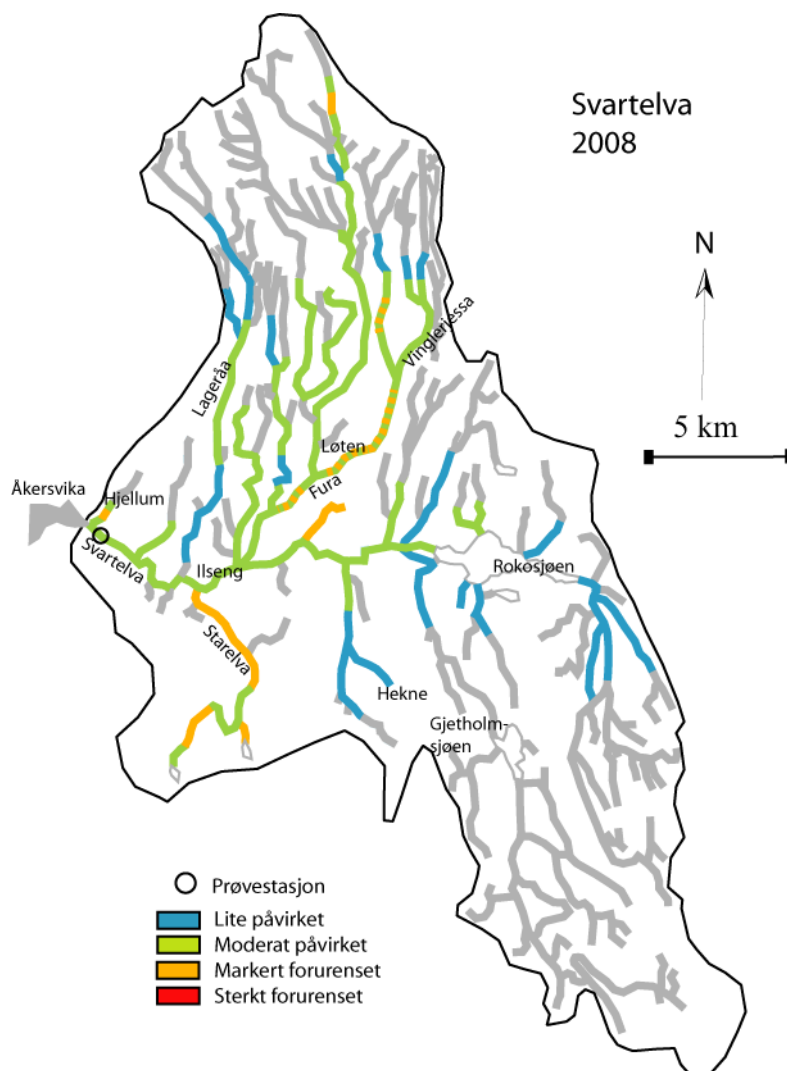 Svartelva
2008
N
5 km
Vinglerjessa
Lageråa
Løten
Fura
Åkersvika
Hjellum
Svartelva
Ilseng
Rokosjøen
Starelva
Hekne
Gjetholm-
sjøen
Prøvestasjon
Lite påvirket
Moderat påvirket
Markert forurenset
Sterkt forurenset